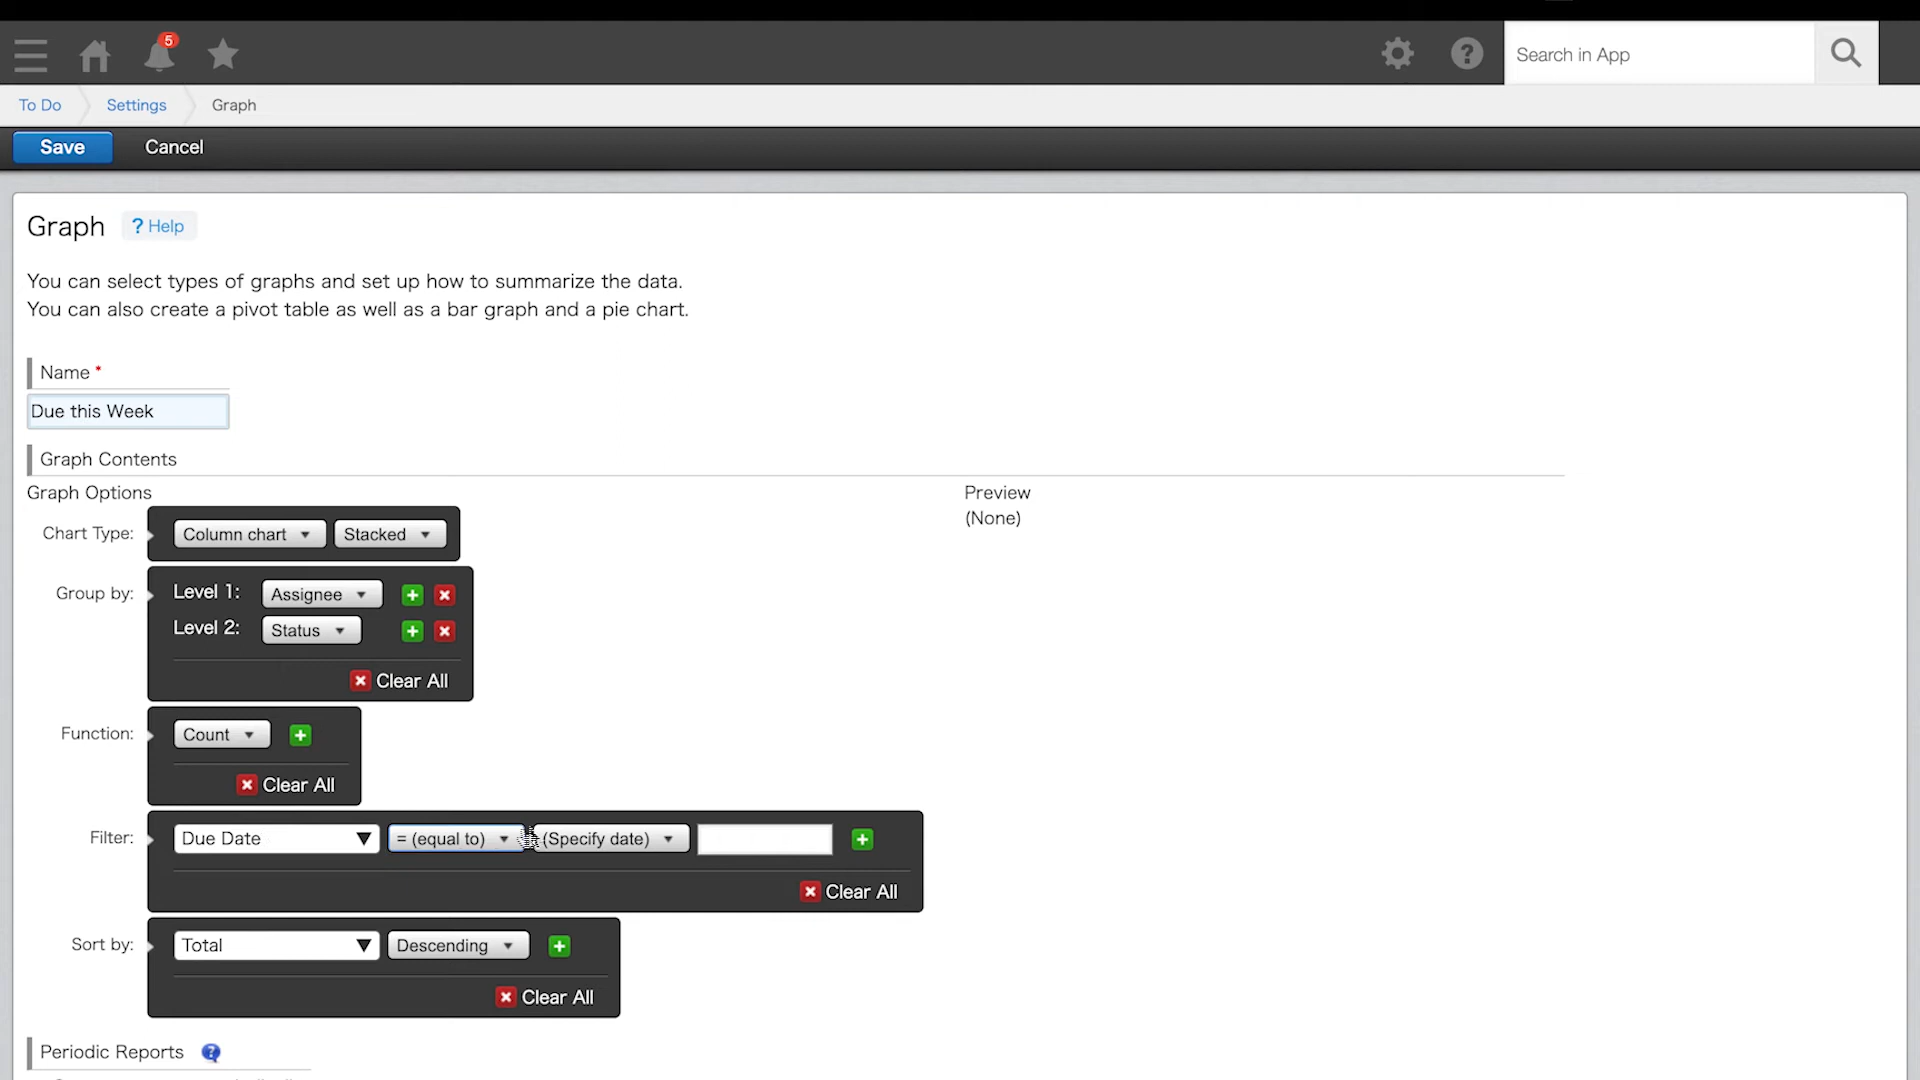 5
Search in App
To Do
Settings
Graph
Save
Cancel
Graph
? Help
You can select types of graphs and set up how to summarize the data.
You can also create a pivot table as well as a bar graph and a pie chart.
Name *
Due this Week
Graph Contents
Graph Options
Preview
(None)
Chart Type:
Column chart
Stacked
Group by:
Level 1:
Assignee
Level 2:
Status
Clear All
Function:
Count
Clear All
Filter:
Due Date
= (equal to)
(Specify date)
Clear All
Sort by:
Total
Descending
Clear All
Periodic Reports